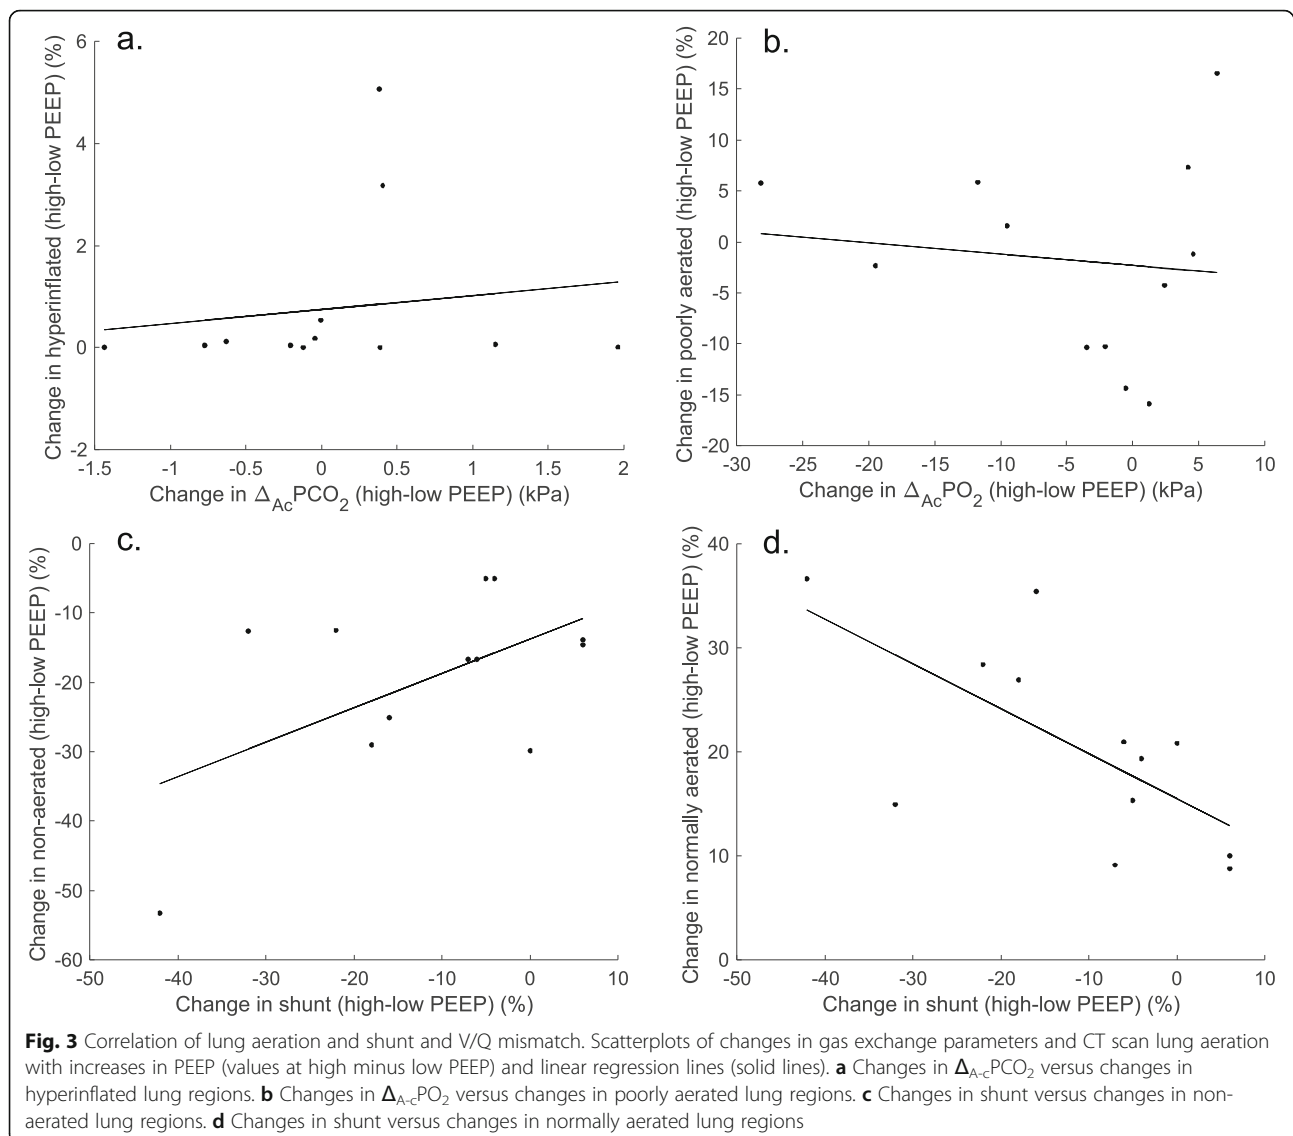 a.
Change in hyperinflated (high-low PEEP) (%)
6
4
2
0
-2
-1.5 -1 -0.5 0 0.5 1 1.5 2
Change in ΔAcPCO2 (high-low PEEP) (kPa)
b.
Change in poorly aerated (high-low PEEP) (%)
20
15
10
5
0
-5
-10
-15
-20
-30 -25 -20 -15 -10 -5 0 5 10
Change in ΔAcPO2 (high-low PEEP) (kPa)
c.
Change in non-aerated (high-low PEEP) (%)
0
-10
-20
-30
-40
-50
-60
-50 -40 -30 -20 -10 0 10
Change in shunt (high-low PEEP) (%)
d.
Change in normally aerated (high-low PEEP) (%)
40
30
20
10
0
-50 -40 -30 -20 -10 0 10
Change in shunt (high-low PEEP) (%)
Fig. 3 Correlation of lung aeration and shunt and V/Q mismatch. Scatterplots of changes in gas exchange parameters and CT scan lung aeration
with increases in PEEP (values at high minus low PEEP) and linear regression lines (solid lines). a Changes in ΔA-cPCO2 versus changes in
hyperinflated lung regions. b Changes in ΔA-cPO2 versus changes in poorly aerated lung regions. c Changes in shunt versus changes in non-
aerated lung regions. d Changes in shunt versus changes in normally aerated lung regions